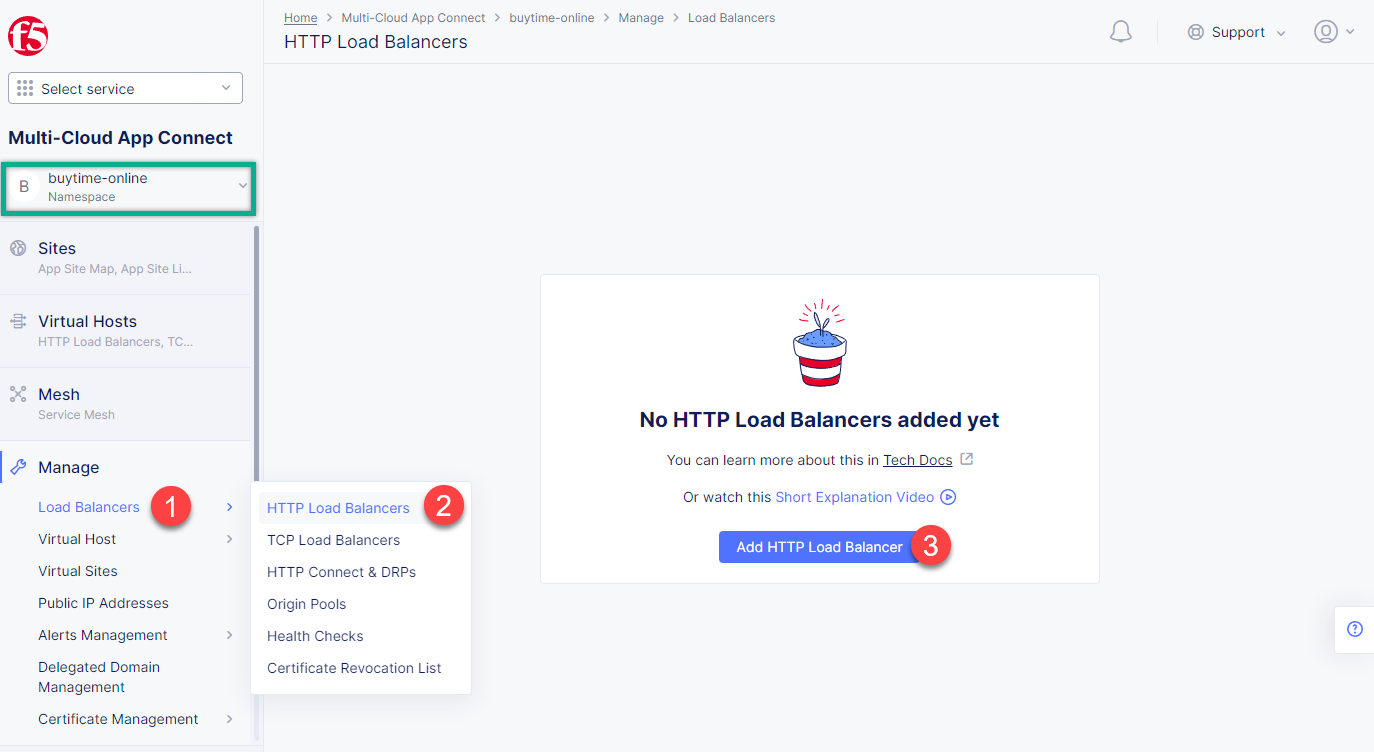 f5
Home > Multi-Cloud App Connect > buytime-online > Manage > Load Balancers
HTTP Load Balancers
Support
Select service
Multi-Cloud App Connect
B
buytime-online
Namespace
Sites
App Site Map, App Site Li...
Virtual Hosts
HTTP Load Balancers, TC...
Mesh
Service Mesh
Manage
Load Balancers
1
Virtual Host
Virtual Sites
Public IP Addresses
Alerts Management
Delegated Domain
Management
Certificate Management
HTTP Load Balancers
2
TCP Load Balancers
HTTP Connect & DRPs
Origin Pools
Health Checks
Certificate Revocation List
No HTTP Load Balancers added yet
You can learn more about this in Tech Docs
Or watch this Short Explanation Video
Add HTTP Load Balancer
3
?